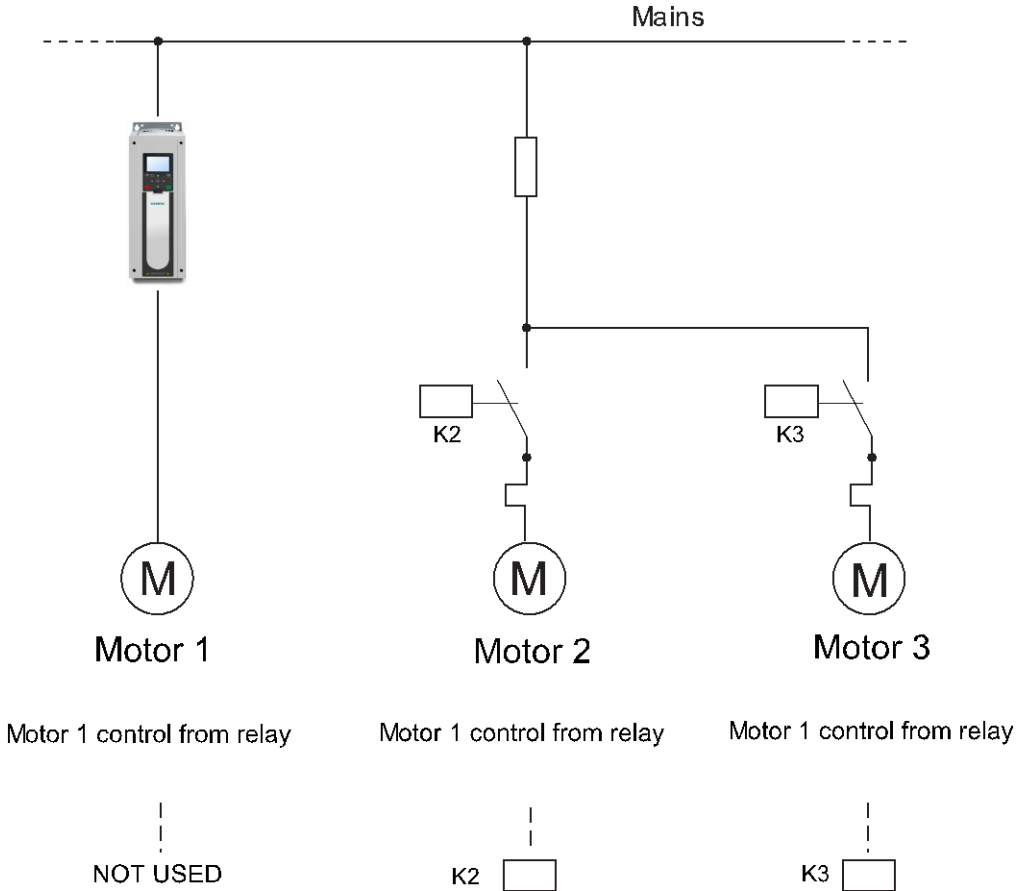 Mains
K2
K3
M
M
M
Motor 1
Motor 2
Motor 3
Motor 1 control from relay
Motor 1 control from relay
Motor 1 control from relay
NOT USED
K2
K3